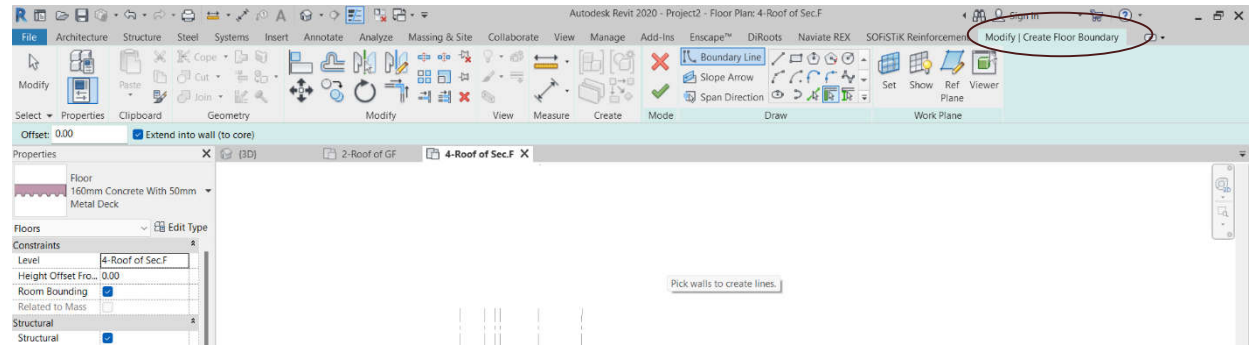 Autodesk Revit 2020 - Project2 - Floor Plan: 4-Roof of Sec.F
Sign In
File Architecture Structure Steel Systems Insert Annotate Analyze Massing & Site Collaborate View Manage Add-Ins Enscape™ DiRoots Naviate REX SOFiSTiK Reinforcement Modify | Create Floor Boundary
Modify
Paste
Cope
Cut
Join
Boundary Line
Slope Arrow
Span Direction
Set Show Ref Plane Viewer
Select Properties Clipboard Geometry Modify View Measure Create Mode Draw Work Plane
Offset: 0.00 Extend into wall (to core)
Properties (3D) 2-Roof of GF 4-Roof of Sec.F
Floor
160mm Concrete With 50mm
Metal Deck
Floors Edit Type
Constraints
Level 4-Roof of Sec.F
Height Offset Fro... 0.00
Room Bounding
Related to Mass
Structural
Structural
Pick walls to create lines.